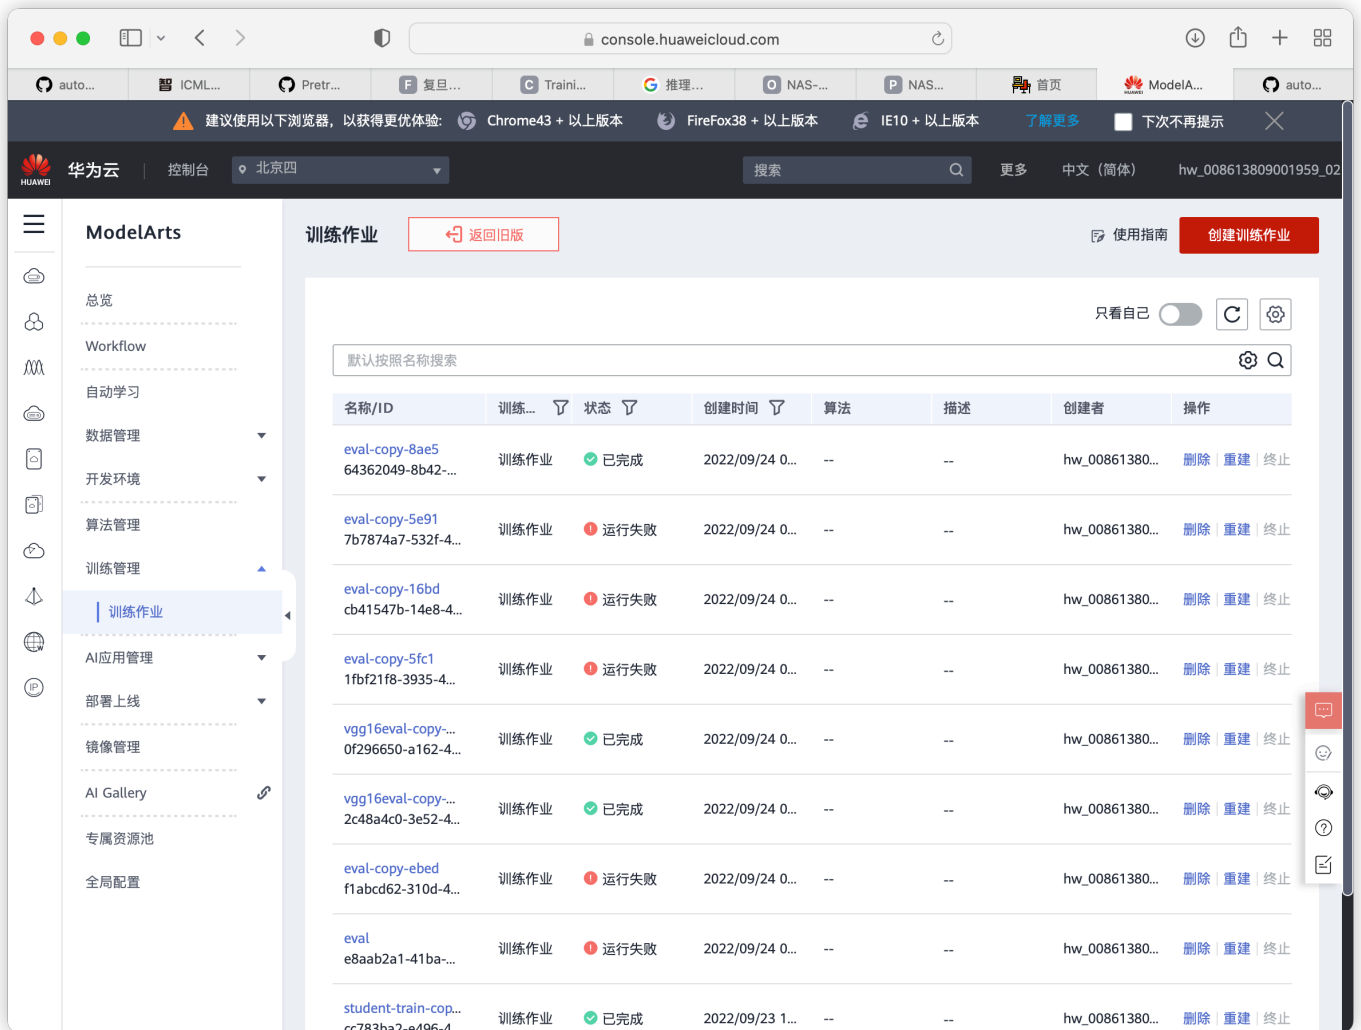 console.huaweicloud.com
auto...
ICML...
Pretr...
F 复旦...
C Traini...
推理...
O NAS-...
P NAS...
首页
ModelA...
auto...
建议使用以下浏览器，以获得更优体验:
Chrome43 + 以上版本
FireFox38 + 以上版本
IE10 + 以上版本
了解更多
下次不再提示
HUAWEI
华为云
控制台
北京四
搜索
更多
中文（简体）
hw_008613809001959_02
ModelArts
总览
Workflow
自动学习
数据管理
开发环境
算法管理
训练管理
训练作业
AI应用管理
部署上线
镜像管理
AI Gallery
专属资源池
全局配置
训练作业
返回旧版
使用指南
创建训练作业
只看自己
默认按照名称搜索
名称/ID 训练... 状态 创建时间 算法 描述 创建者 操作
eval-copy-8ae5
64362049-8b42-... 训练作业 已完成 2022/09/24 0... -- -- hw_00861380... 删除 重建 终止
eval-copy-5e91
7b7874a7-532f-4... 训练作业 运行失败 2022/09/24 0... -- -- hw_00861380... 删除 重建 终止
eval-copy-16bd
cb41547b-14e8-4... 训练作业 运行失败 2022/09/24 0... -- -- hw_00861380... 删除 重建 终止
eval-copy-5fc1
1fbf21f8-3935-4... 训练作业 运行失败 2022/09/24 0... -- -- hw_00861380... 删除 重建 终止
vgg16eval-copy-...
0f296650-a162-4... 训练作业 已完成 2022/09/24 0... -- -- hw_00861380... 删除 重建 终止
vgg16eval-copy-...
2c48a4c0-3e52-4... 训练作业 已完成 2022/09/24 0... -- -- hw_00861380... 删除 重建 终止
eval-copy-ebed
f1abcd62-310d-4... 训练作业 运行失败 2022/09/24 0... -- -- hw_00861380... 删除 重建 终止
eval
e8aab2a1-41ba-... 训练作业 运行失败 2022/09/24 0... -- -- hw_00861380... 删除 重建 终止
student-train-cop...
cc783ba2-e496-4... 训练作业 已完成 2022/09/23 1... -- -- hw_00861380... 删除 重建 终止